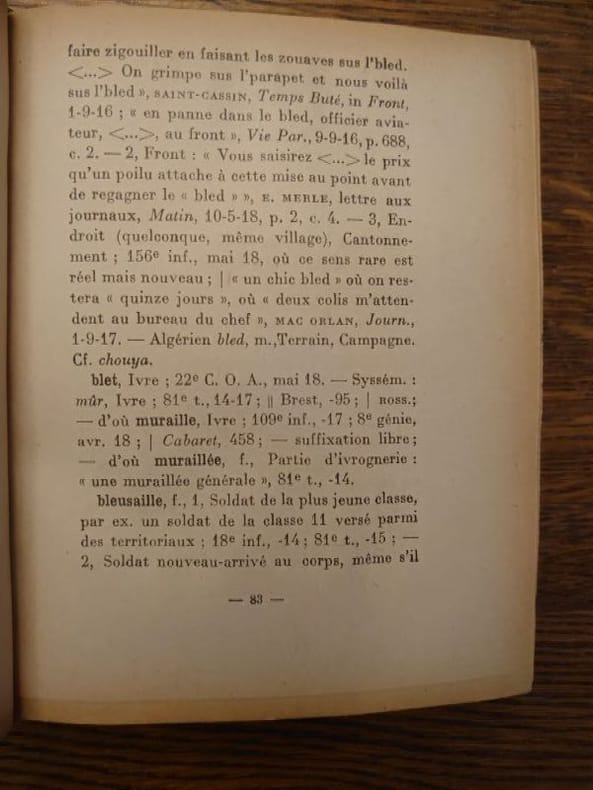 faire zigouiller en faisant les zouaves sus l'bled.
<...> On grimpe sus l'parapet et nous voilà
sus l'bled », SAINT-CASSIN, Temps Buté, in Front,
1-9-16 ; « en panne dans le bled, officier avia-
teur, <...>, au front », Vie Par., 9-9-16, p. 688,
c. 2. — 2, Front : « Vous saisirez <...> le prix
qu'un poilu attache à cette mise au point avant
de regagner le « bled » », E. MERLE, lettre aux
journaux, Matin, 10-5-18, p. 2, c. 4. — 3, En-
droit (quelconque, même village), Cantonne-
ment ; 156e inf., mai 18, où ce sens rare est
réel mais nouveau ; | « un chic bled » où on res-
tera « quinze jours », où « deux colis m'atten-
dent au bureau du chef », MAC ORLAN, Journ.,
1-9-17. — Algérien bled, m.,Terrain, Campagne.
Cf. chouya.
blet, Ivre ; 22e C. O. A., mai 18. — Syssém. :
mûr, Ivre ; 81e t., 14-17 ; || Brest, -95 ; | ROSS.;
— d'où muraille, Ivre ; 109e inf., -17 ; 8e génie,
avr. 18 ; | Cabaret, 458 ; — suffixation libre ;
— d'où muraillée, f., Partie d'ivrognerie :
« une muraillée générale », 81e t., -14.
bleusaille, f., 1, Soldat de la plus jeune classe,
par ex. un soldat de la classe 11 versé parmi
des territoriaux ; 18e inf., -14 ; 81e t., -15 ; —
2, Soldat nouveau-arrivé au corps, même s'il
— 83 —